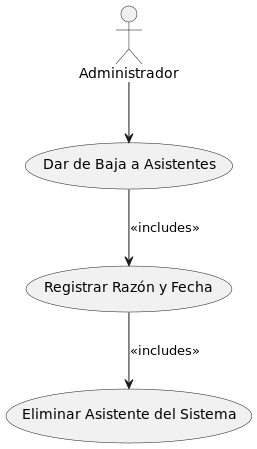 Administrador
Dar de Baja a Asistentes
«includes»
Registrar Razón y Fecha
«includes»
Eliminar Asistente del Sistema